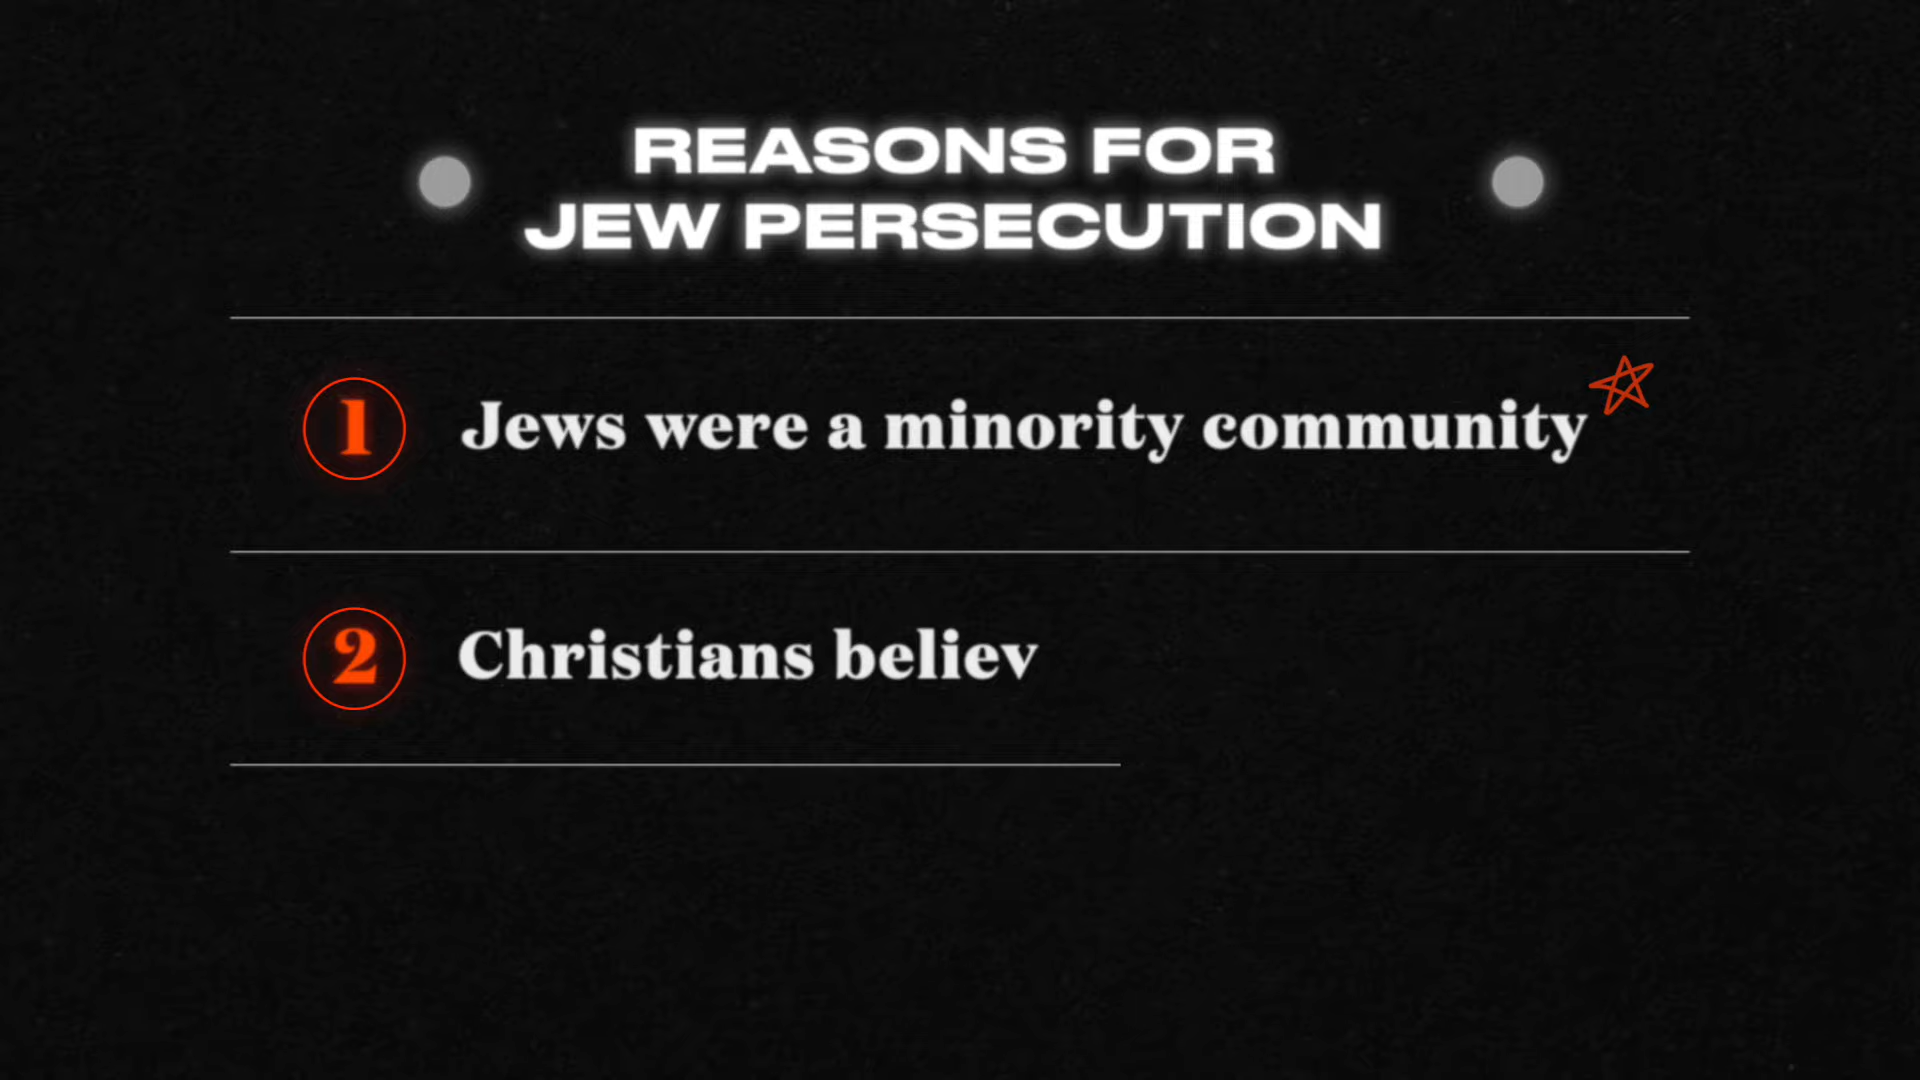 REASONS FOR
JEW PERSECUTION
1 Jews were a minority community
2 Christians believ